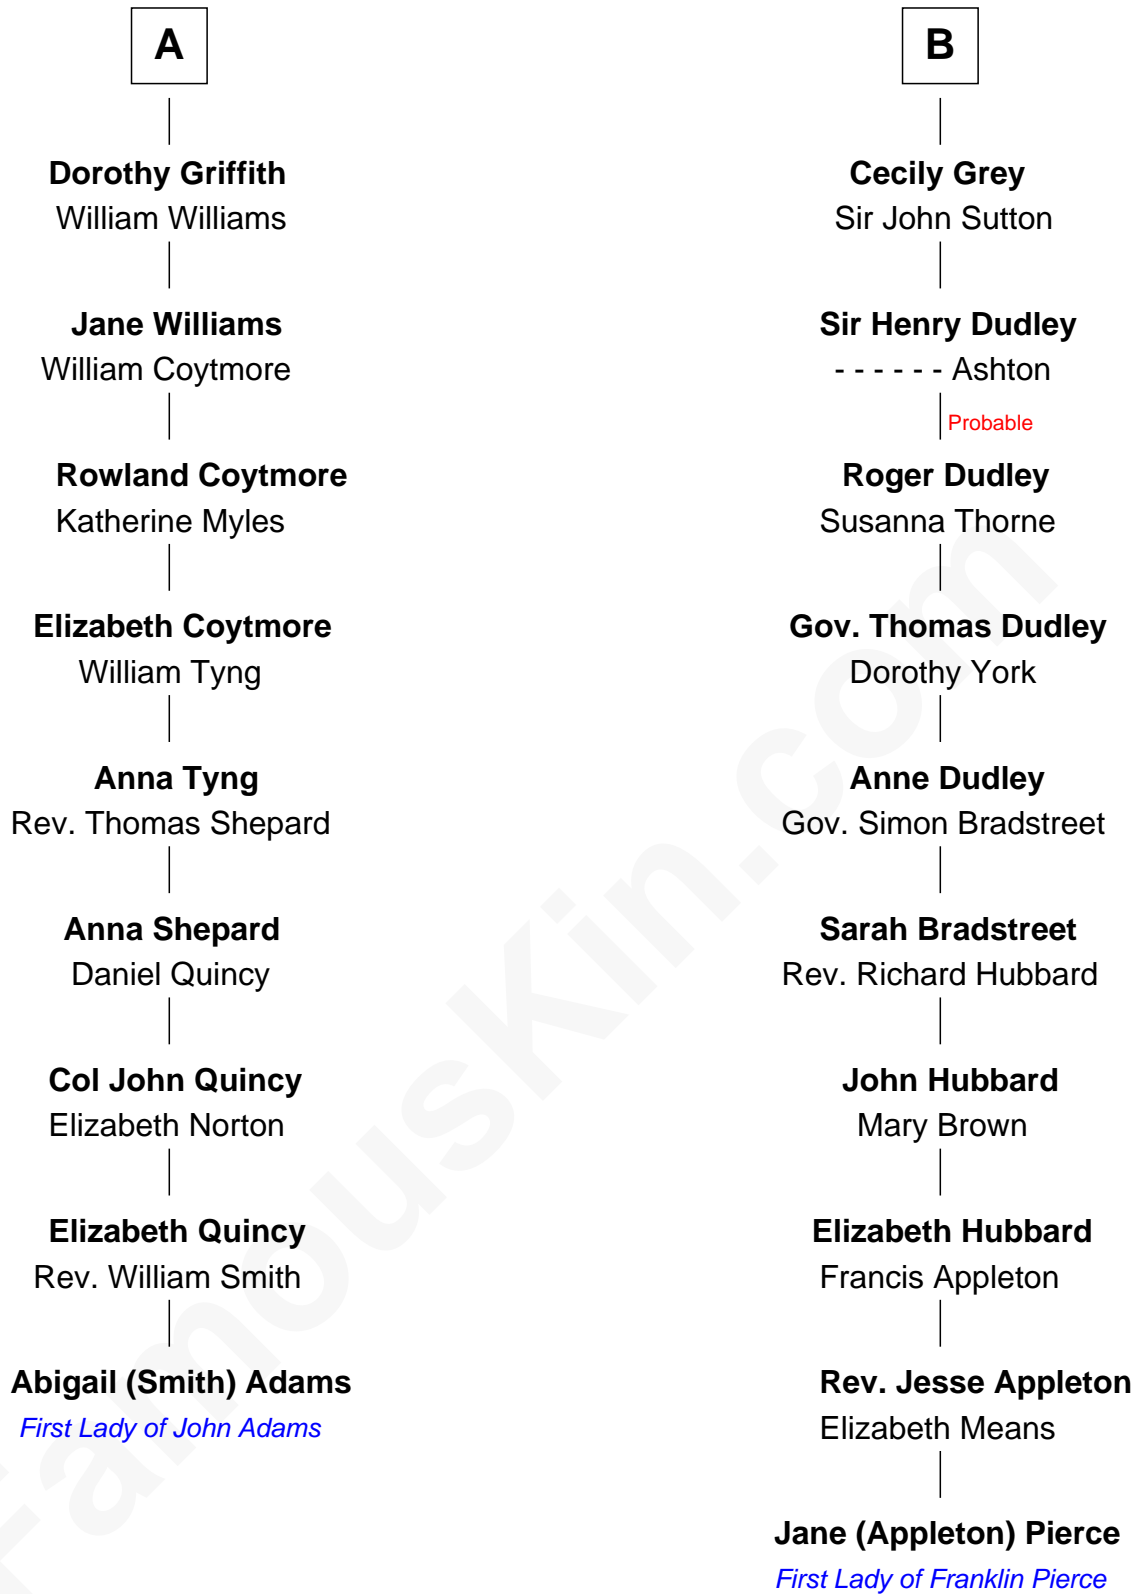 A
Dorothy Griffith
William Williams
Jane Williams
William Coytmore
Rowland Coytmore
Katherine Myles
Elizabeth Coytmore
William Tyng
Anna Tyng
Rev. Thomas Shepard
Anna Shepard
Daniel Quincy
Col John Quincy
Elizabeth Norton
Elizabeth Quincy
Rev. William Smith
Abigail (Smith) Adams
First Lady of John Adams
B
Cecily Grey
Sir John Sutton
Sir Henry Dudley
- - - - - - Ashton
Probable
Roger Dudley
Susanna Thorne
Gov. Thomas Dudley
Dorothy York
Anne Dudley
Gov. Simon Bradstreet
Sarah Bradstreet
Rev. Richard Hubbard
John Hubbard
Mary Brown
Elizabeth Hubbard
Francis Appleton
Rev. Jesse Appleton
Elizabeth Means
Jane (Appleton) Pierce
First Lady of Franklin Pierce
FamousKin.com